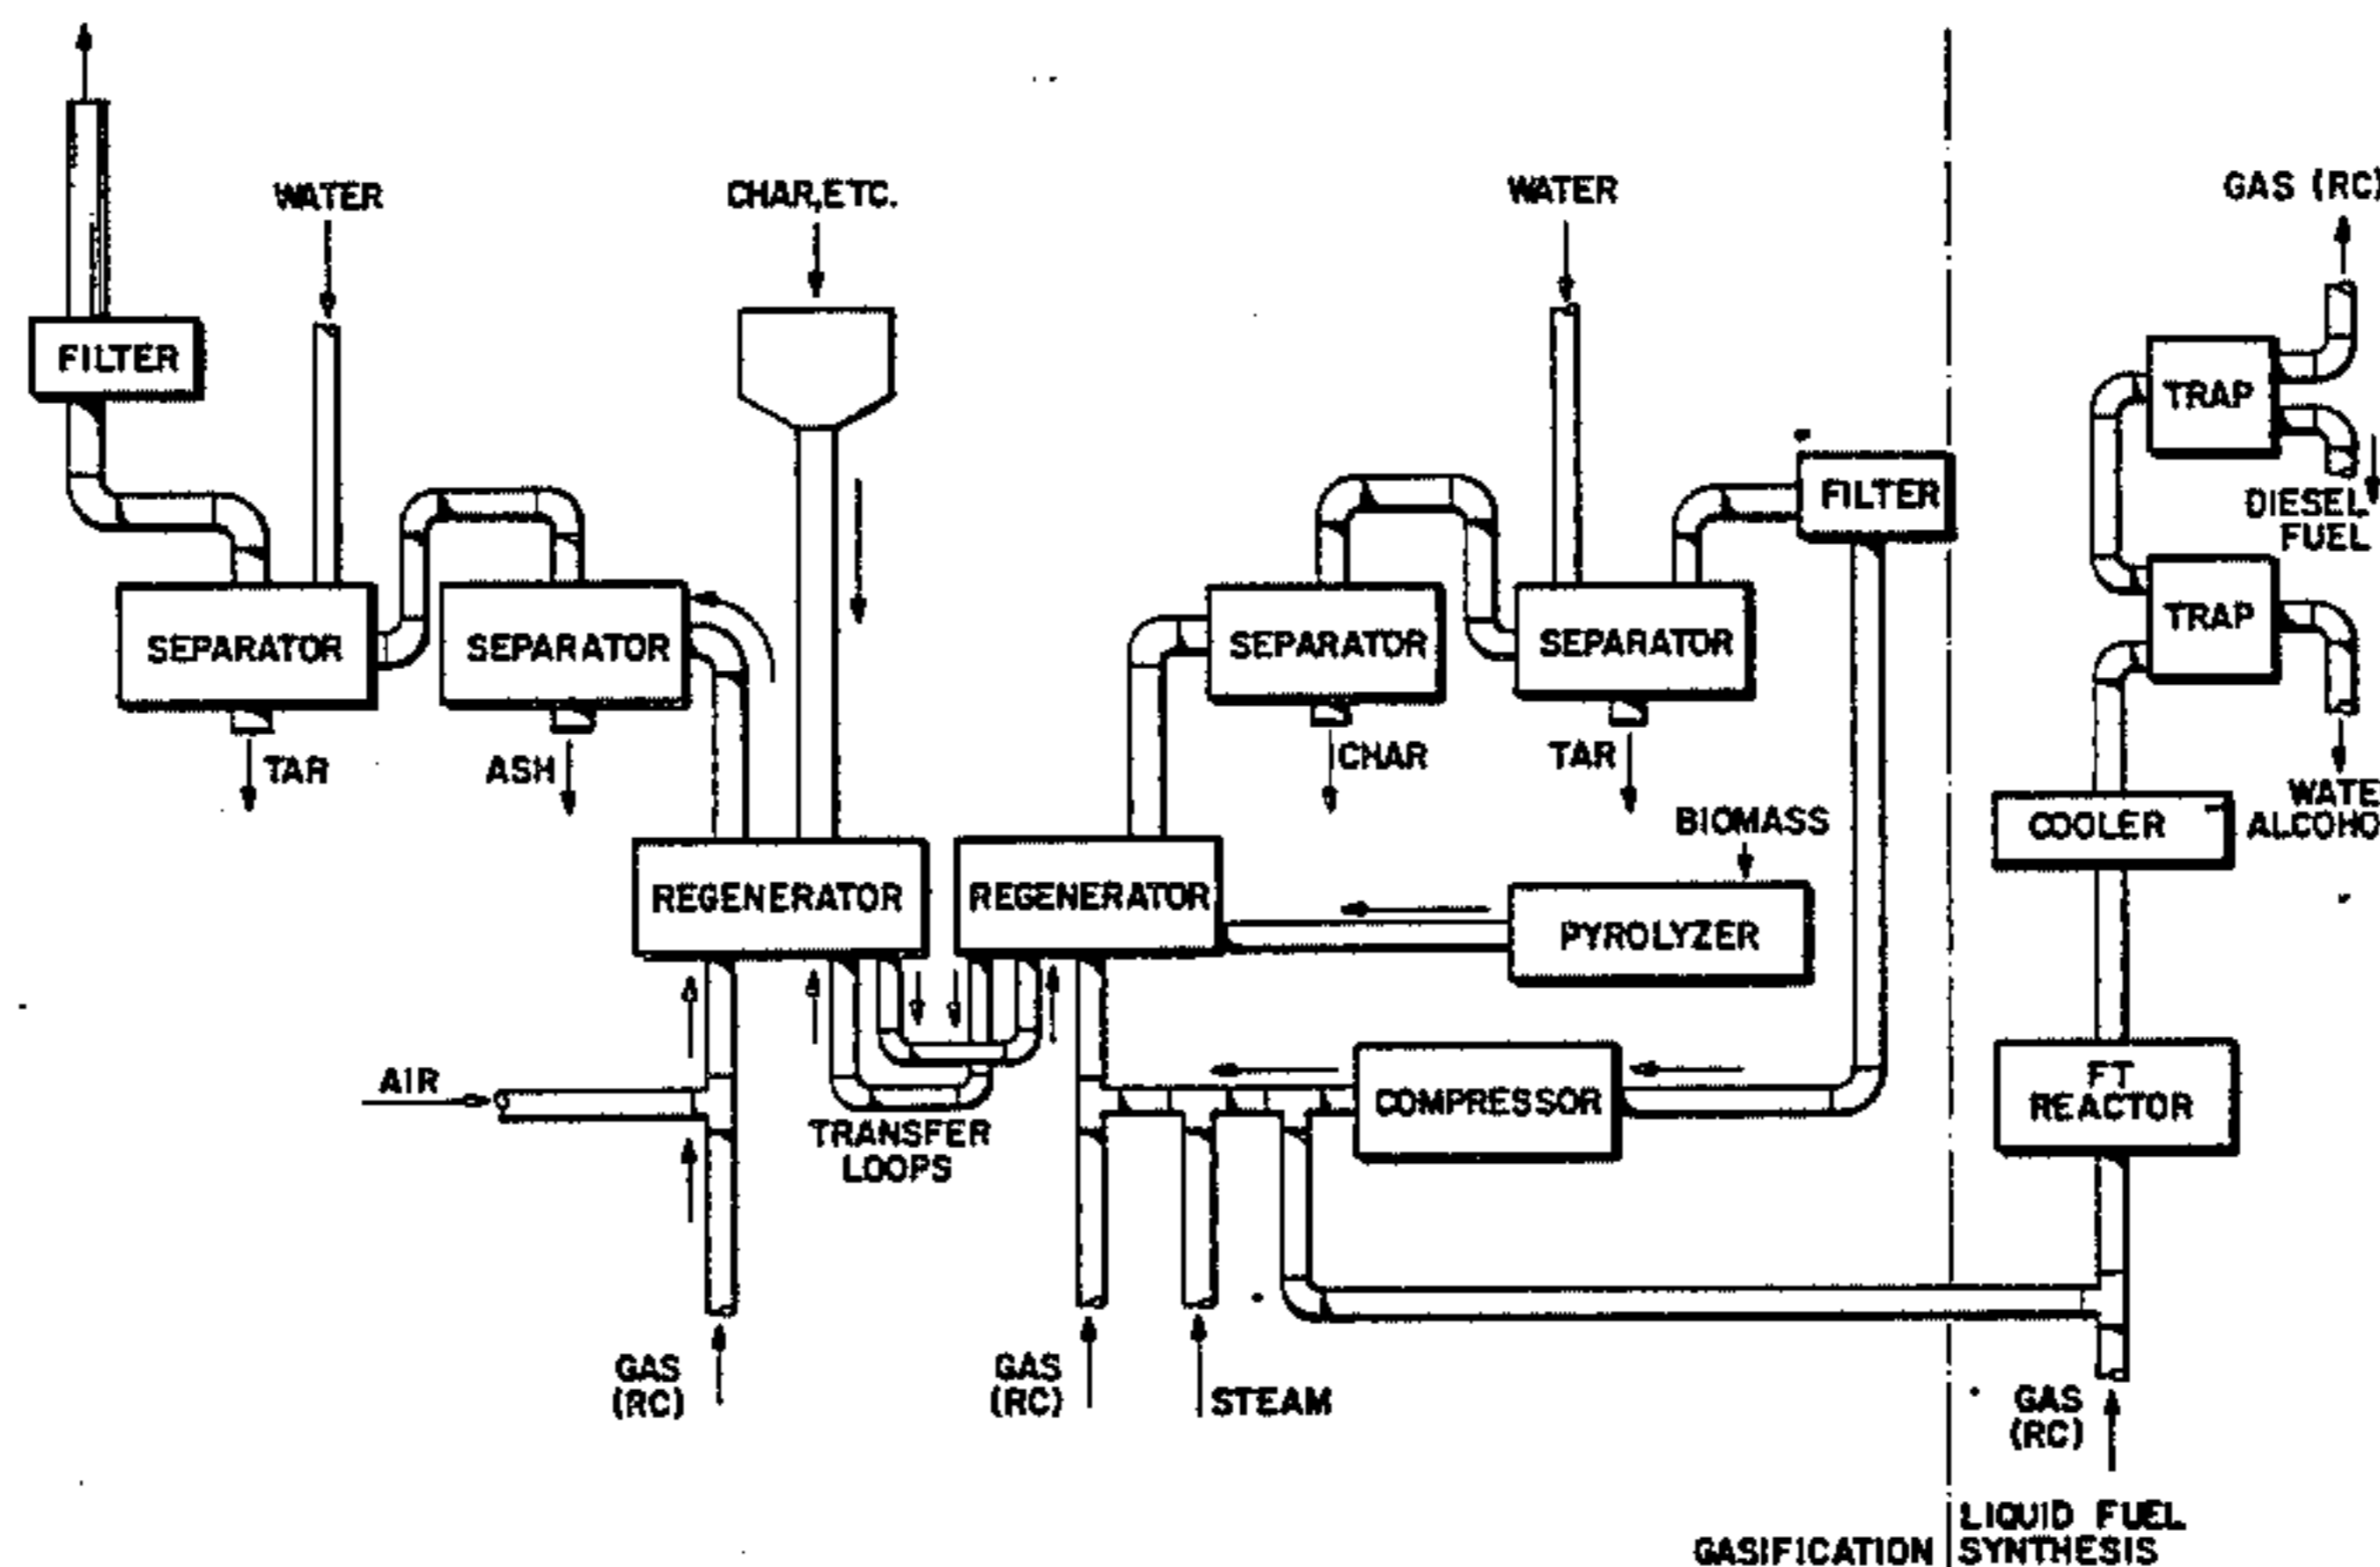 WATER
CHAR,ETC.
WATER
GAS (RC)
FILTER
TRAP
FILTER
DIESEL
FUEL
SEPARATOR
SEPARATOR
SEPARATOR
SEPARATOR
TRAP
TAR
ASH
CHAR
TAR
BIOMASS
WATE
ALCOHO
COOLER
REGENERATOR
REGENERATOR
PYROLYZER
AIR
COMPRESSOR
FT
REACTOR
TRANSFER
LOOPS
GAS
(RC)
GAS
(RC)
STEAM
GAS
(RC)
GASIFICATION
LIQUID FUEL
SYNTHESIS